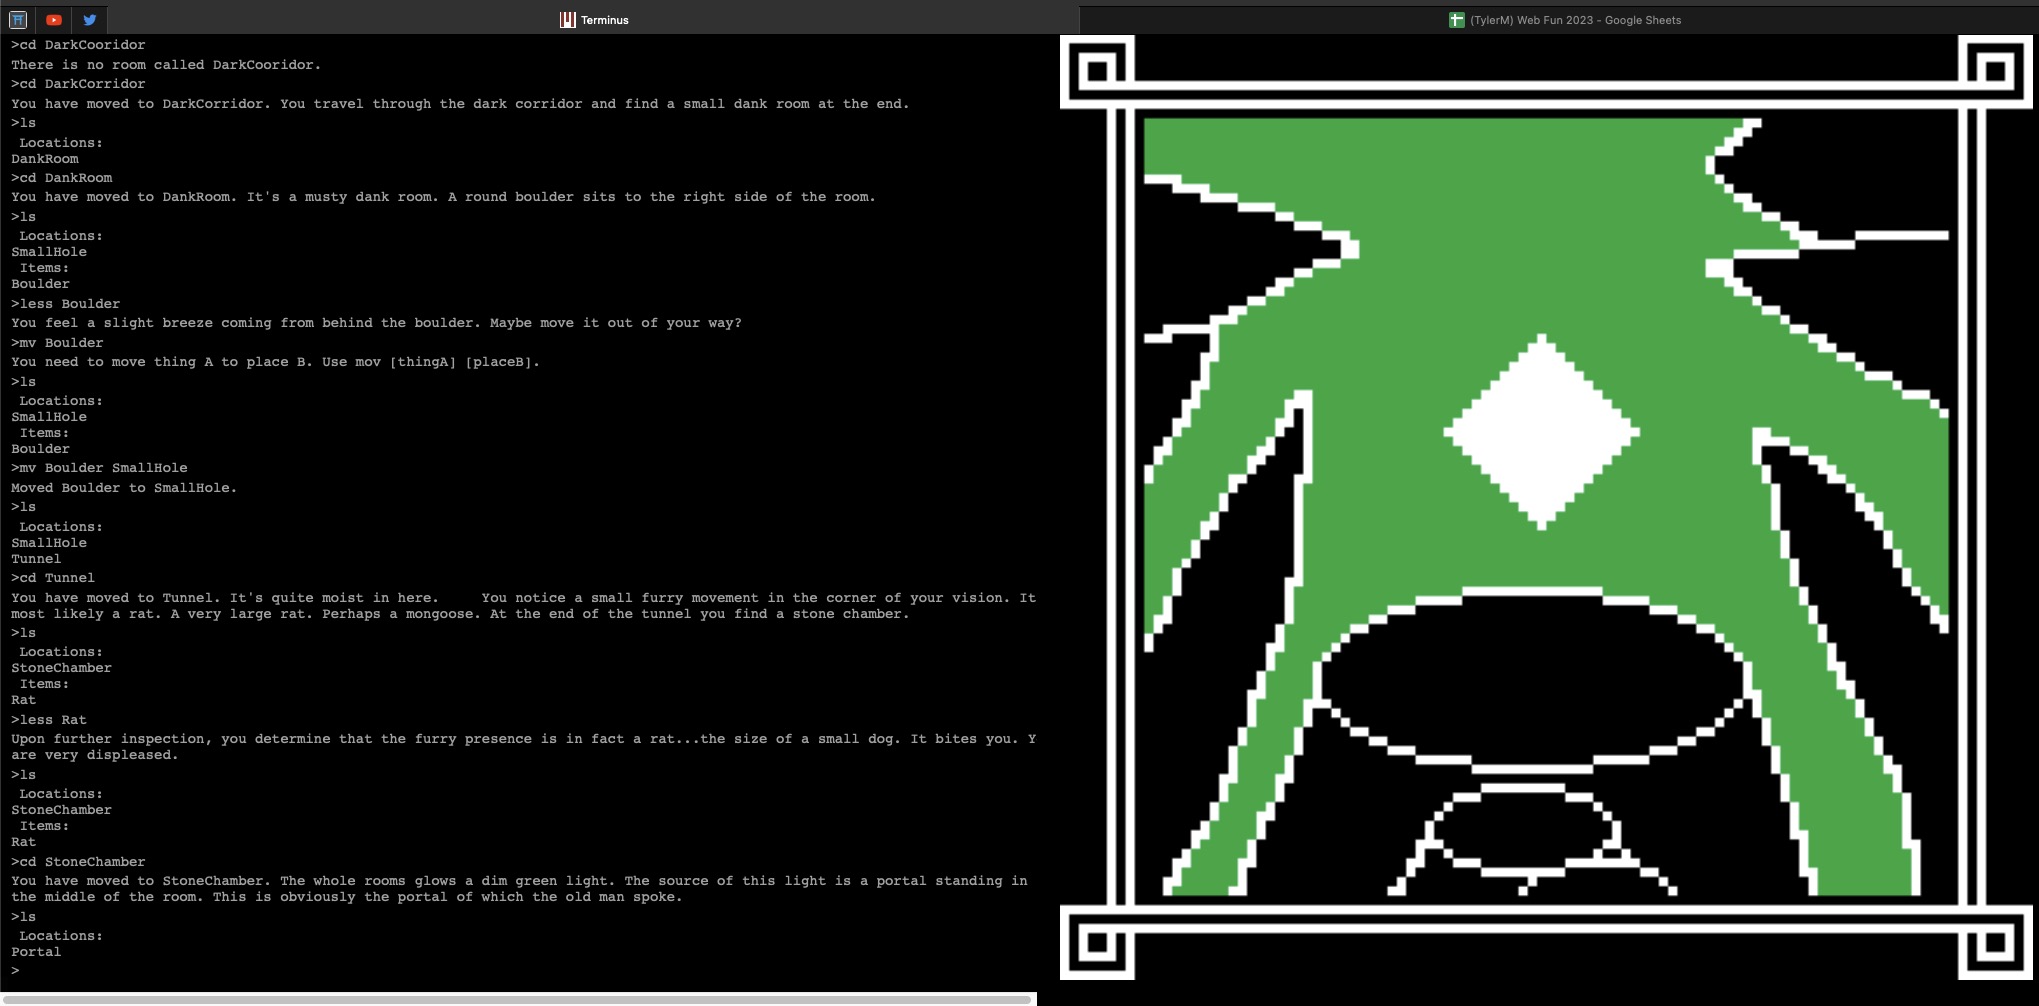 Terminus
(TylerM) Web Fun 2023 - Google Sheets
>cd DarkCooridor
There is no room called DarkCooridor.
>cd DarkCorridor
You have moved to DarkCorridor. You travel through the dark corridor and find a small dank room at the end.
>ls
Locations:
DankRoom
>cd DankRoom
You have moved to DankRoom. It's a musty dank room. A round boulder sits to the right side of the room.
>ls
Locations:
SmallHole
Items:
Boulder
>less Boulder
You feel a slight breeze coming from behind the boulder. Maybe move it out of your way?
>mv Boulder
You need to move thing A to place B. Use mov [thingA] [placeB].
>ls
Locations:
SmallHole
Items:
Boulder
>mv Boulder SmallHole
Moved Boulder to SmallHole.
>ls
Locations:
SmallHole
Tunnel
>cd Tunnel
You have moved to Tunnel. It's quite moist in here.     You notice a small furry movement in the corner of your vision. It
most likely a rat. A very large rat. Perhaps a mongoose. At the end of the tunnel you find a stone chamber.
>ls
Locations:
StoneChamber
Items:
Rat
>less Rat
Upon further inspection, you determine that the furry presence is in fact a rat...the size of a small dog. It bites you. Y
are very displeased.
>ls
Locations:
StoneChamber
Items:
Rat
>cd StoneChamber
You have moved to StoneChamber. The whole rooms glows a dim green light. The source of this light is a portal standing in
the middle of the room. This is obviously the portal of which the old man spoke.
>ls
Locations:
Portal
>